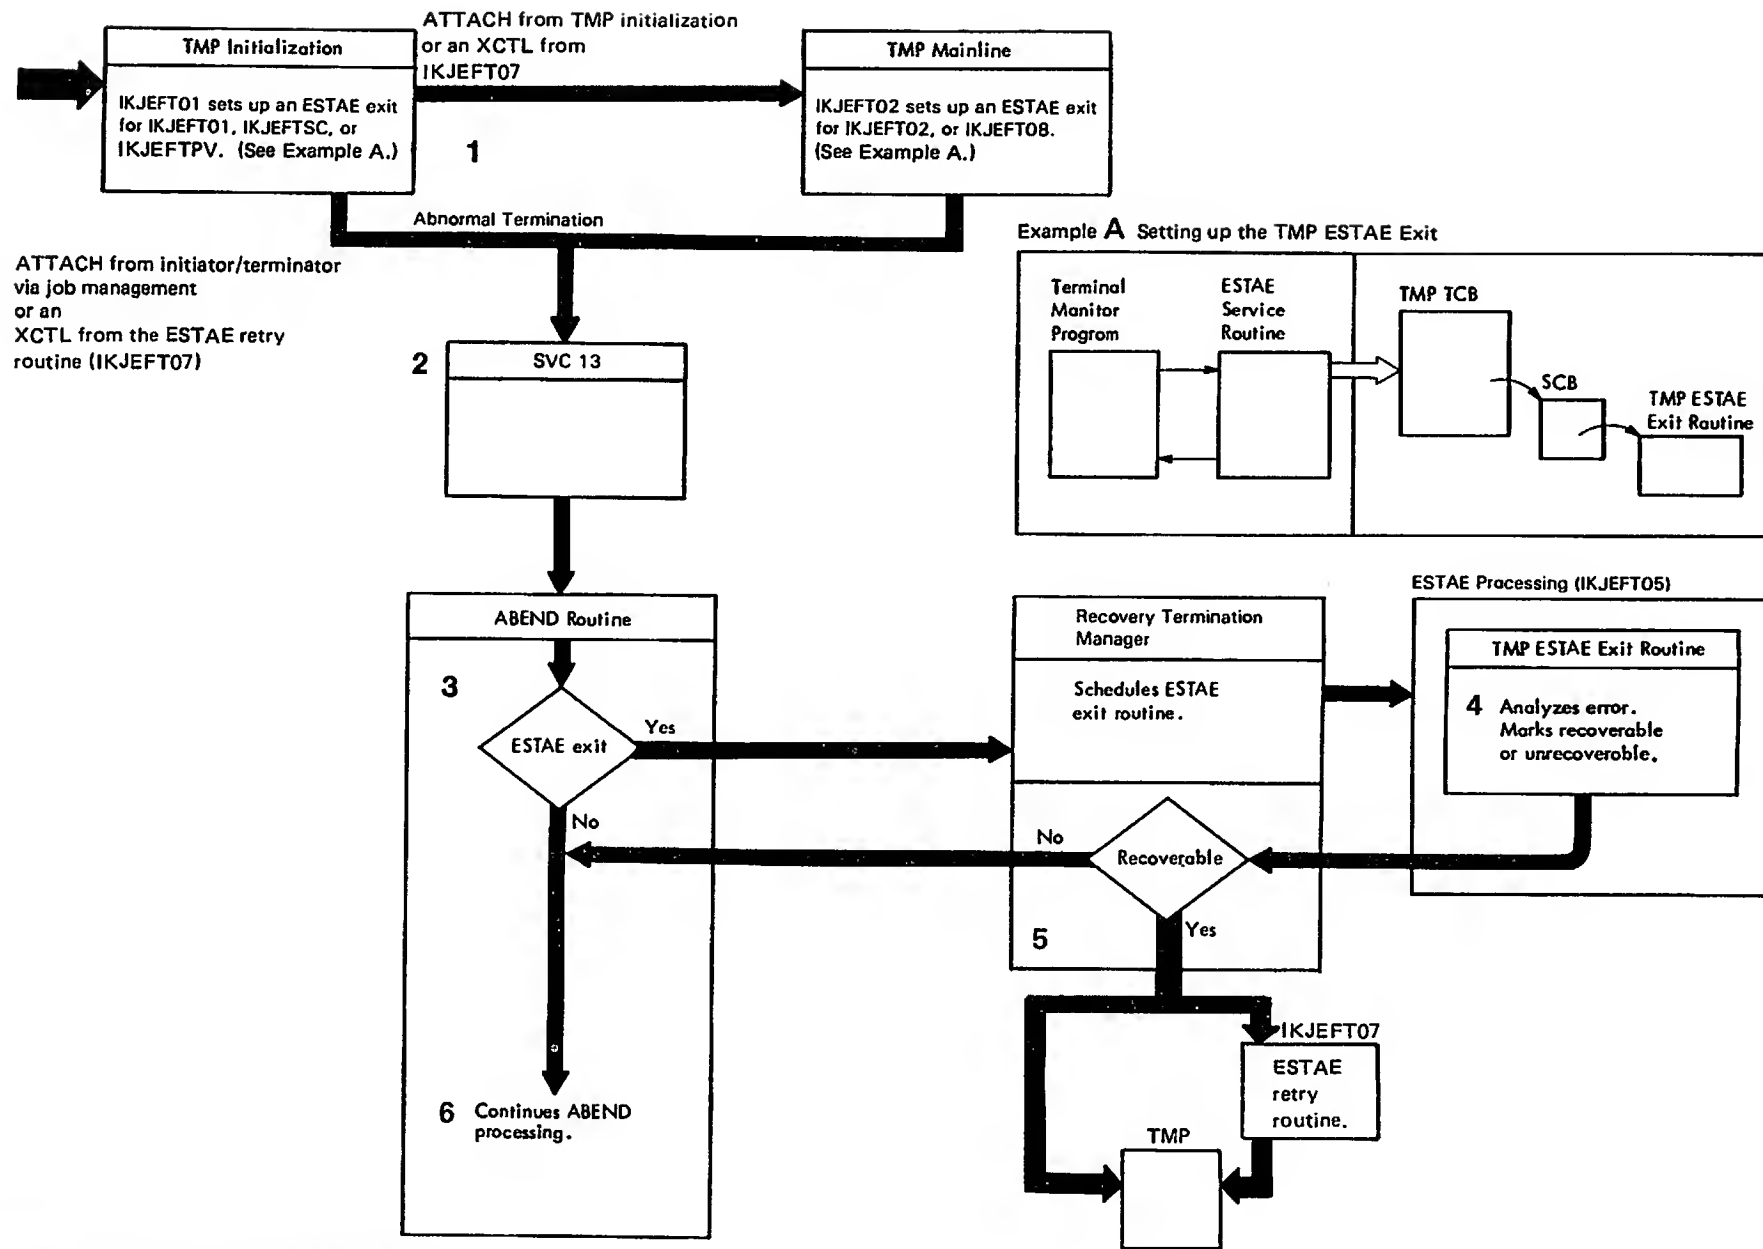 ATTACH from TMP initialization
or an XCTL from
IKJEFT07
TMP Initialization
IKJEFT01 sets up an ESTAE exit
for IKJEFT01, IKJEFTSC, or
IKJEFTPV. (See Example A.)
1
TMP Mainline
IKJEFT02 sets up an ESTAE exit
for IKJEFT02, or IKJEFT08.
(See Example A.)
Abnormal Termination
ATTACH from initiator/terminator
via job management
or an
XCTL from the ESTAE retry
routine (IKJEFT07)
2
SVC 13
Example A Setting up the TMP ESTAE Exit
Terminal
Monitor
Program
ESTAE
Service
Routine
TMP TCB
SCB
TMP ESTAE
Exit Routine
ABEND Routine
3
ESTAE exit
Yes
No
Recovery Termination
Manager
Schedules ESTAE
exit routine.
ESTAE Processing (IKJEFT05)
TMP ESTAE Exit Routine
4 Analyzes error.
Marks recoverable
or unrecoverable.
No
Recoverable
Yes
5
IKJEFT07
ESTAE
retry
routine.
TMP
6 Continues ABEND
processing.